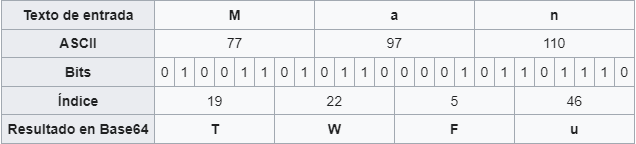 Texto de entrada M a n
ASCII 77 97 110
Bits 0 1 0 0 1 1 0 1 0 1 1 0 0 0 0 1 0 1 1 0 1 1 1 0
Índice 19 22 5 46
Resultado en Base64 T W F u